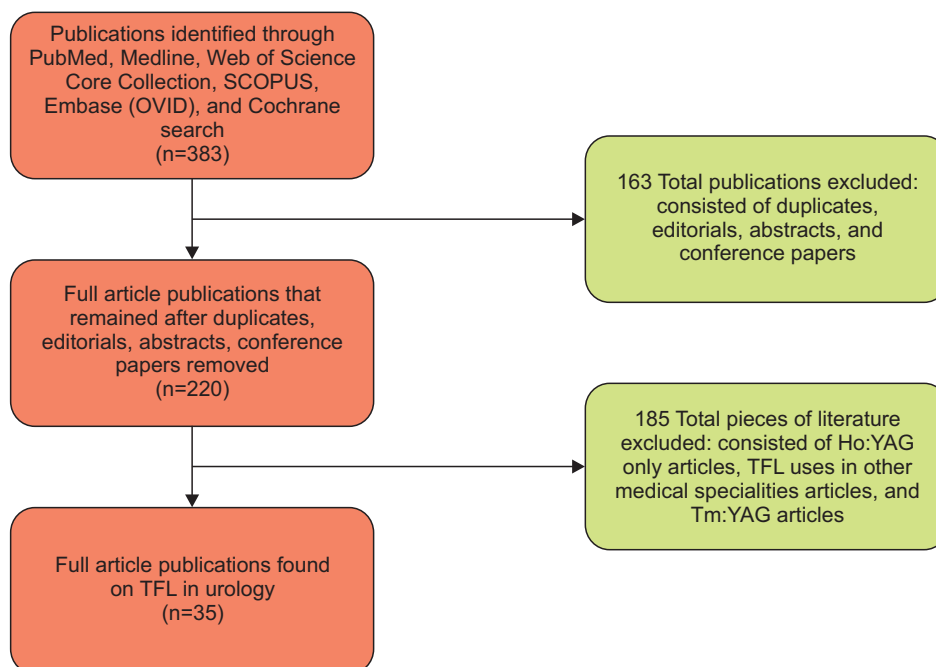 Publications identified through
PubMed, Medline, Web of Science
Core Collection, SCOPUS,
Embase (OVID), and Cochrane
search
(n=383)
163 Total publications excluded:
consisted of duplicates,
editorials, abstracts, and
conference papers
Full article publications that
remained after duplicates,
editorials, abstracts, conference
papers removed
(n=220)
185 Total pieces of literature
excluded: consisted of Ho:YAG
only articles, TFL uses in other
medical specialities articles, and
Tm:YAG articles
Full article publications found
on TFL in urology
(n=35)